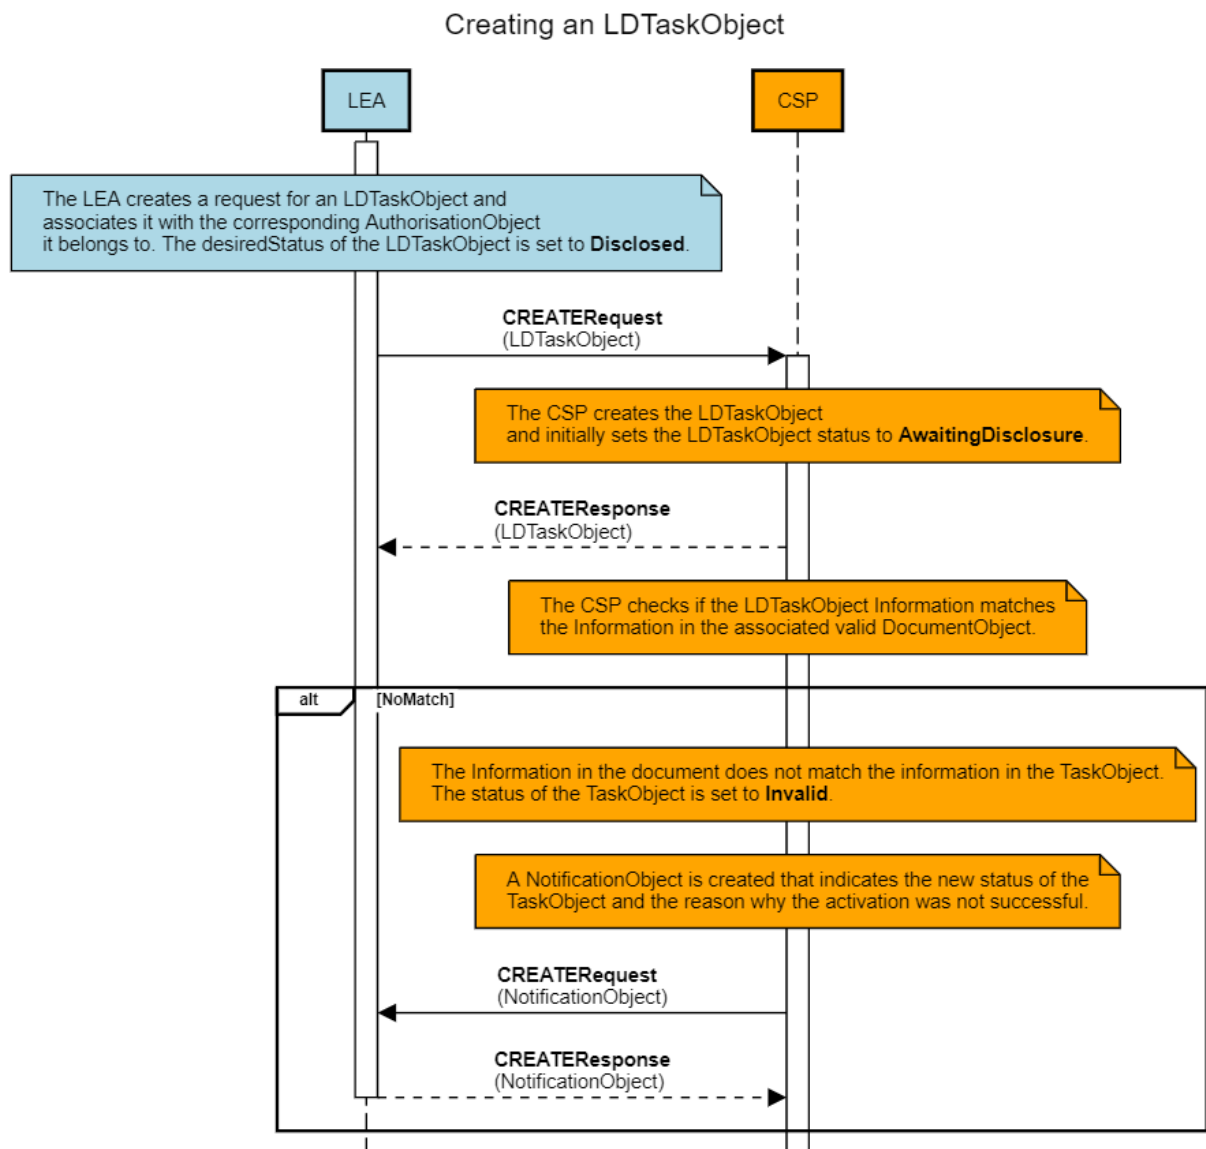 Creating an LDTaskObject
LEA
CSP
The LEA creates a request for an LDTaskObject and
associates it with the corresponding AuthorisationObject
it belongs to. The desiredStatus of the LDTaskObject is set to Disclosed.
CREATERequest
(LDTaskObject)
The CSP creates the LDTaskObject
and initially sets the LDTaskObject status to AwaitingDisclosure.
CREATEResponse
(LDTaskObject)
The CSP checks if the LDTaskObject Information matches
the Information in the associated valid DocumentObject.
alt
[NoMatch]
The Information in the document does not match the information in the TaskObject.
The status of the TaskObject is set to Invalid.
A NotificationObject is created that indicates the new status of the
TaskObject and the reason why the activation was not successful.
CREATERequest
(NotificationObject)
CREATEResponse
(NotificationObject)